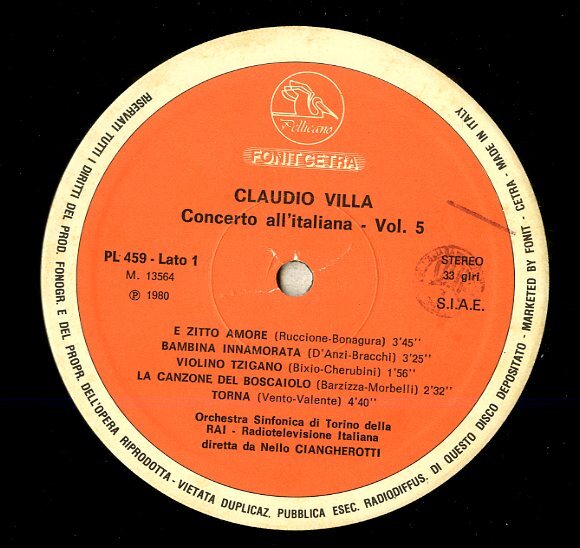 Pellicano
FONIT CETRA
CLAUDIO VILLA
Concerto all'italiana - Vol. 5
PL 459 - Lato 1
M. 13564
Ⓟ 1980
STEREO
33 giri
S.I.A.E.
E ZITTO AMORE (Ruccione-Bonagura) 3'45''
BAMBINA INNAMORATA (D'Anzi-Bracchi) 3'25''
VIOLINO TZIGANO (Bixio-Cherubini) 1'56''
LA CANZONE DEL BOSCAIOLO (Barzizza-Morbelli) 2'32''
TORNA (Vento-Valente) 4'40''
Orchestra Sinfonica di Torino della
RAI - Radiotelevisione Italiana
diretta da Nello CIANGHEROTTI
RISERVATI TUTTI I DIRITTI DEL PROD. FONOGR. E DEL PROPR. DELL'OPERA RIPRODOTTA - VIETATA DUPLICAZ. PUBBLICA ESEC. RADIODIFFUS. DI QUESTO DISCO DEPOSITATO - MARKETED BY FONIT - CETRA - MADE IN ITALY